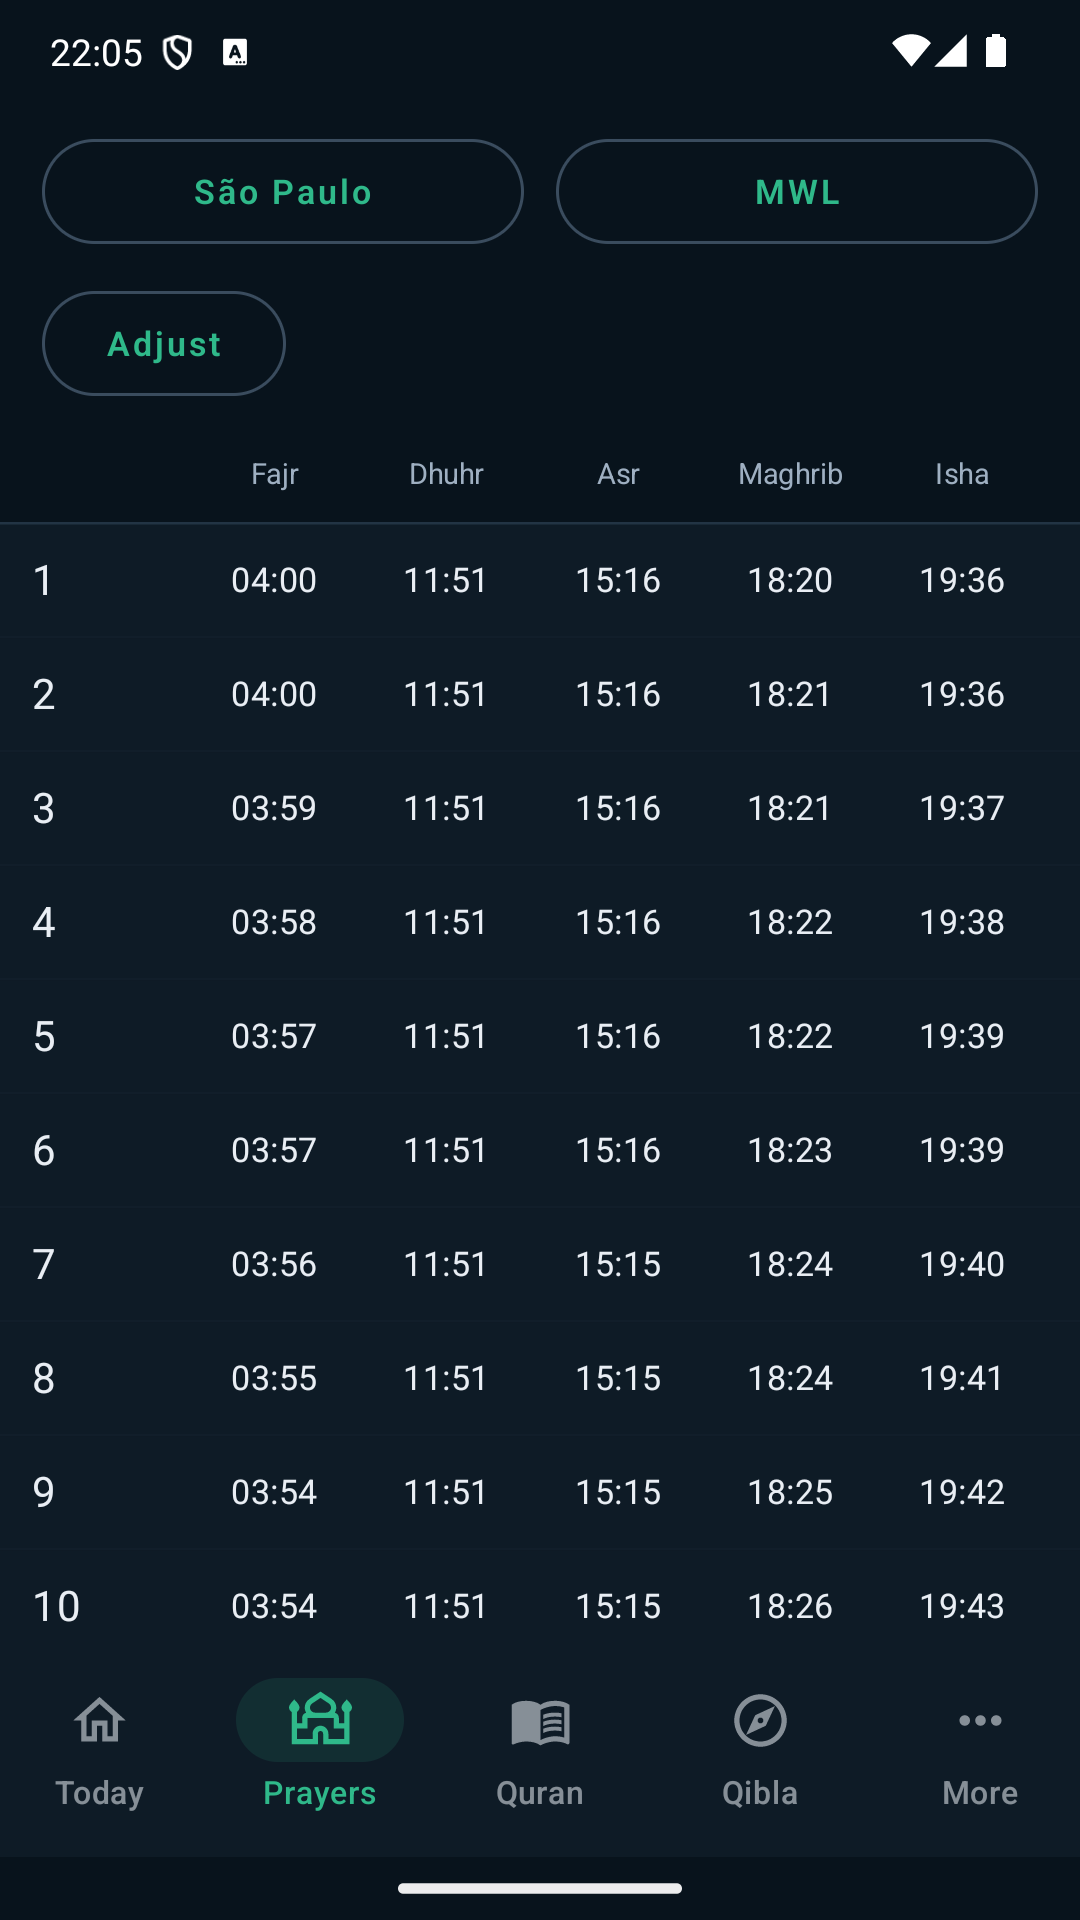 22:05
São Paulo MWL
Adjust
Fajr Dhuhr Asr Maghrib Isha
1 04:00 11:51 15:16 18:20 19:36
2 04:00 11:51 15:16 18:21 19:36
3 03:59 11:51 15:16 18:21 19:37
4 03:58 11:51 15:16 18:22 19:38
5 03:57 11:51 15:16 18:22 19:39
6 03:57 11:51 15:16 18:23 19:39
7 03:56 11:51 15:15 18:24 19:40
8 03:55 11:51 15:15 18:24 19:41
9 03:54 11:51 15:15 18:25 19:42
10 03:54 11:51 15:15 18:26 19:43
Today Prayers Quran Qibla More